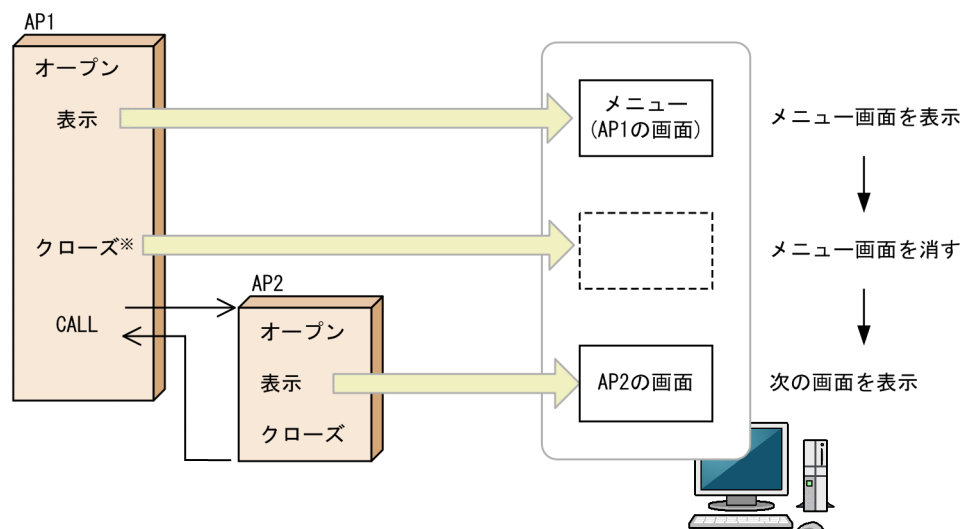 AP1
オープン
表示
メニュー
(AP1の画面)
メニュー画面を表示
クローズ※
メニュー画面を消す
AP2
CALL
オープン
表示
AP2の画面
次の画面を表示
クローズ